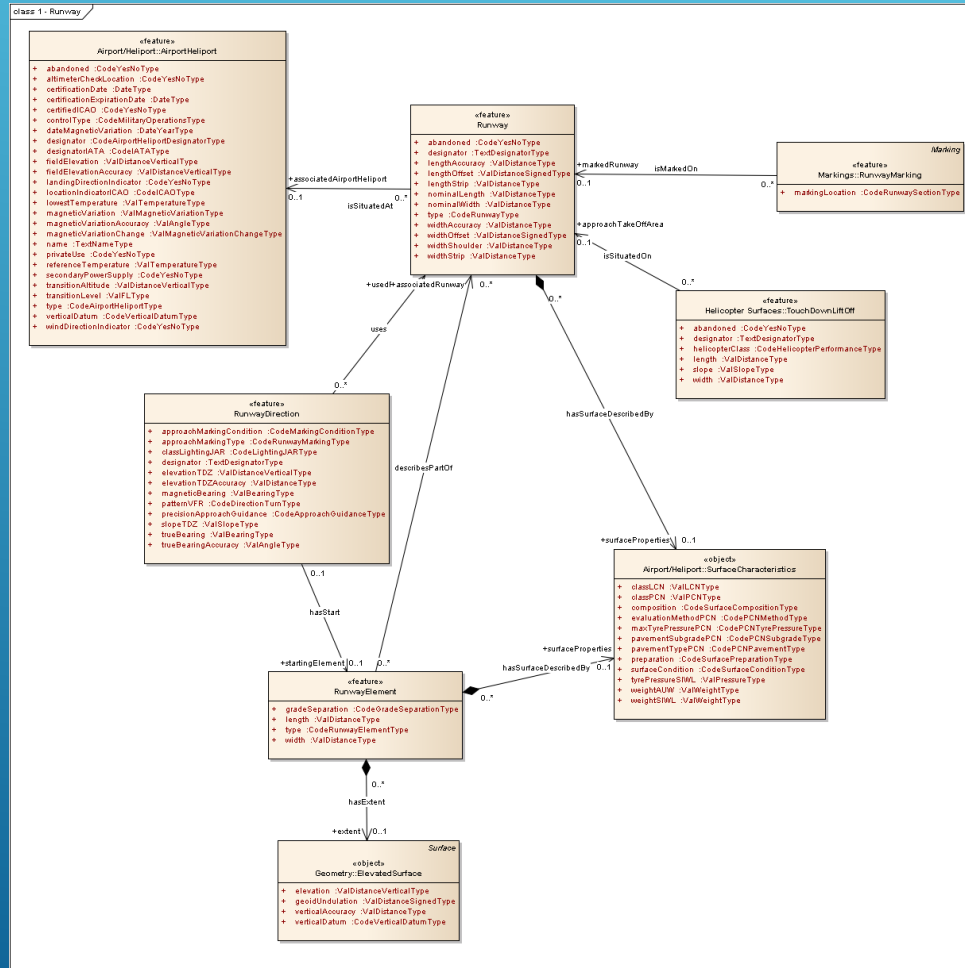 class 1 - Runway
«feature»
Airport/Heliport::AirportHeliport
+ abandoned :CodeYesNoType
+ altimeterCheckLocation :CodeYesNoType
+ certificationDate :DateType
+ certificationExpirationDate :DateType
+ certifiedICAO :CodeYesNoType
+ controlType :CodeMilitaryOperationsType
+ dateMagneticVariation :DateYearType
+ designator :CodeAirportHeliportDesignatorType
+ designatorIATA :CodeIATAType
+ fieldElevation :ValDistanceVerticalType
+ fieldElevationAccuracy :ValDistanceVerticalType
+ landingDirectionIndicator :CodeYesNoType
+ locationIndicatorICAO :CodeICAOType
+ lowestTemperature :ValTemperatureType
+ magneticVariation :ValMagneticVariationType
+ magneticVariationAccuracy :ValAngleType
+ magneticVariationChange :ValMagneticVariationChangeType
+ name :TextNameType
+ privateUse :CodeYesNoType
+ referenceTemperature :ValTemperatureType
+ secondaryPowerSupply :CodeYesNoType
+ transitionAltitude :ValDistanceVerticalType
+ transitionLevel :ValFLType
+ type :CodeAirportHeliportType
+ verticalDatum :CodeVerticalDatumType
+ windDirectionIndicator :CodeYesNoType
+associatedAirportHeliport
0..1
0..*
isSituatedAt
«feature»
Runway
+ abandoned :CodeYesNoType
+ designator :TextDesignatorType
+ lengthAccuracy :ValDistanceType
+ lengthOffset :ValDistanceSignedType
+ lengthStrip :ValDistanceType
+ nominalLength :ValDistanceType
+ nominalWidth :ValDistanceType
+ type :CodeRunwayType
+ widthAccuracy :ValDistanceType
+ widthOffset :ValDistanceSignedType
+ widthShoulder :ValDistanceType
+ widthStrip :ValDistanceType
+markedRunway
0..1
isMarkedOn
0..*
Marking
«feature»
Markings::RunwayMarking
+ markingLocation :CodeRunwaySectionType
+approachTakeOffArea
0..1
isSituatedOn
0..*
«feature»
Helicopter Surfaces::TouchDownLiftOff
+ abandoned :CodeYesNoType
+ designator :TextDesignatorType
+ helicopterClass :CodeHelicopterPerformanceType
+ length :ValDistanceType
+ slope :ValSlopeType
+ width :ValDistanceType
+associatedRunway
0..*
0..*
uses
0..*
describesPartOf
hasSurfaceDescribedBy
«feature»
RunwayDirection
+ approachMarkingCondition :CodeMarkingConditionType
+ approachMarkingType :CodeRunwayMarkingType
+ classLightingJAR :CodeLightingJARType
+ designator :TextDesignatorType
+ elevationTDZ :ValDistanceVerticalType
+ elevationTDZAccuracy :ValDistanceType
+ magneticBearing :ValBearingType
+ patternVFR :CodeDirectionTurnType
+ precisionApproachGuidance :CodeApproachGuidanceType
+ slopeTDZ :ValSlopeType
+ trueBearing :ValBearingType
+ trueBearingAccuracy :ValAngleType
0..1
hasStart
+startingElement
0..1
0..*
+surfaceProperties
0..1
«object»
Airport/Heliport::SurfaceCharacteristics
+ classLCN :ValLCNType
+ classPCN :ValPCNType
+ composition :CodeSurfaceCompositionType
+ evaluationMethodPCN :CodePCNMethodType
+ maxTyrePressurePCN :CodePCNTyrePressureType
+ pavementSubgradePCN :CodePCNSubgradeType
+ pavementTypePCN :CodePCNPavementType
+ preparation :CodeSurfacePreparationType
+ surfaceCondition :CodeSurfaceConditionType
+ tyrePressureSIWL :ValPressureType
+ weightAUW :ValWeightType
+ weightSIWL :ValWeightType
+surfaceProperties
hasSurfaceDescribedBy
0..1
0..*
«feature»
RunwayElement
+ gradeSeparation :CodeGradeSeparationType
+ length :ValDistanceType
+ type :CodeRunwayElementType
+ width :ValDistanceType
0..*
hasExtent
+extent
0..1
Surface
«object»
Geometry::ElevatedSurface
+ elevation :ValDistanceVerticalType
+ geoidUndulation :ValDistanceSignedType
+ verticalAccuracy :ValDistanceType
+ verticalDatum :CodeVerticalDatumType